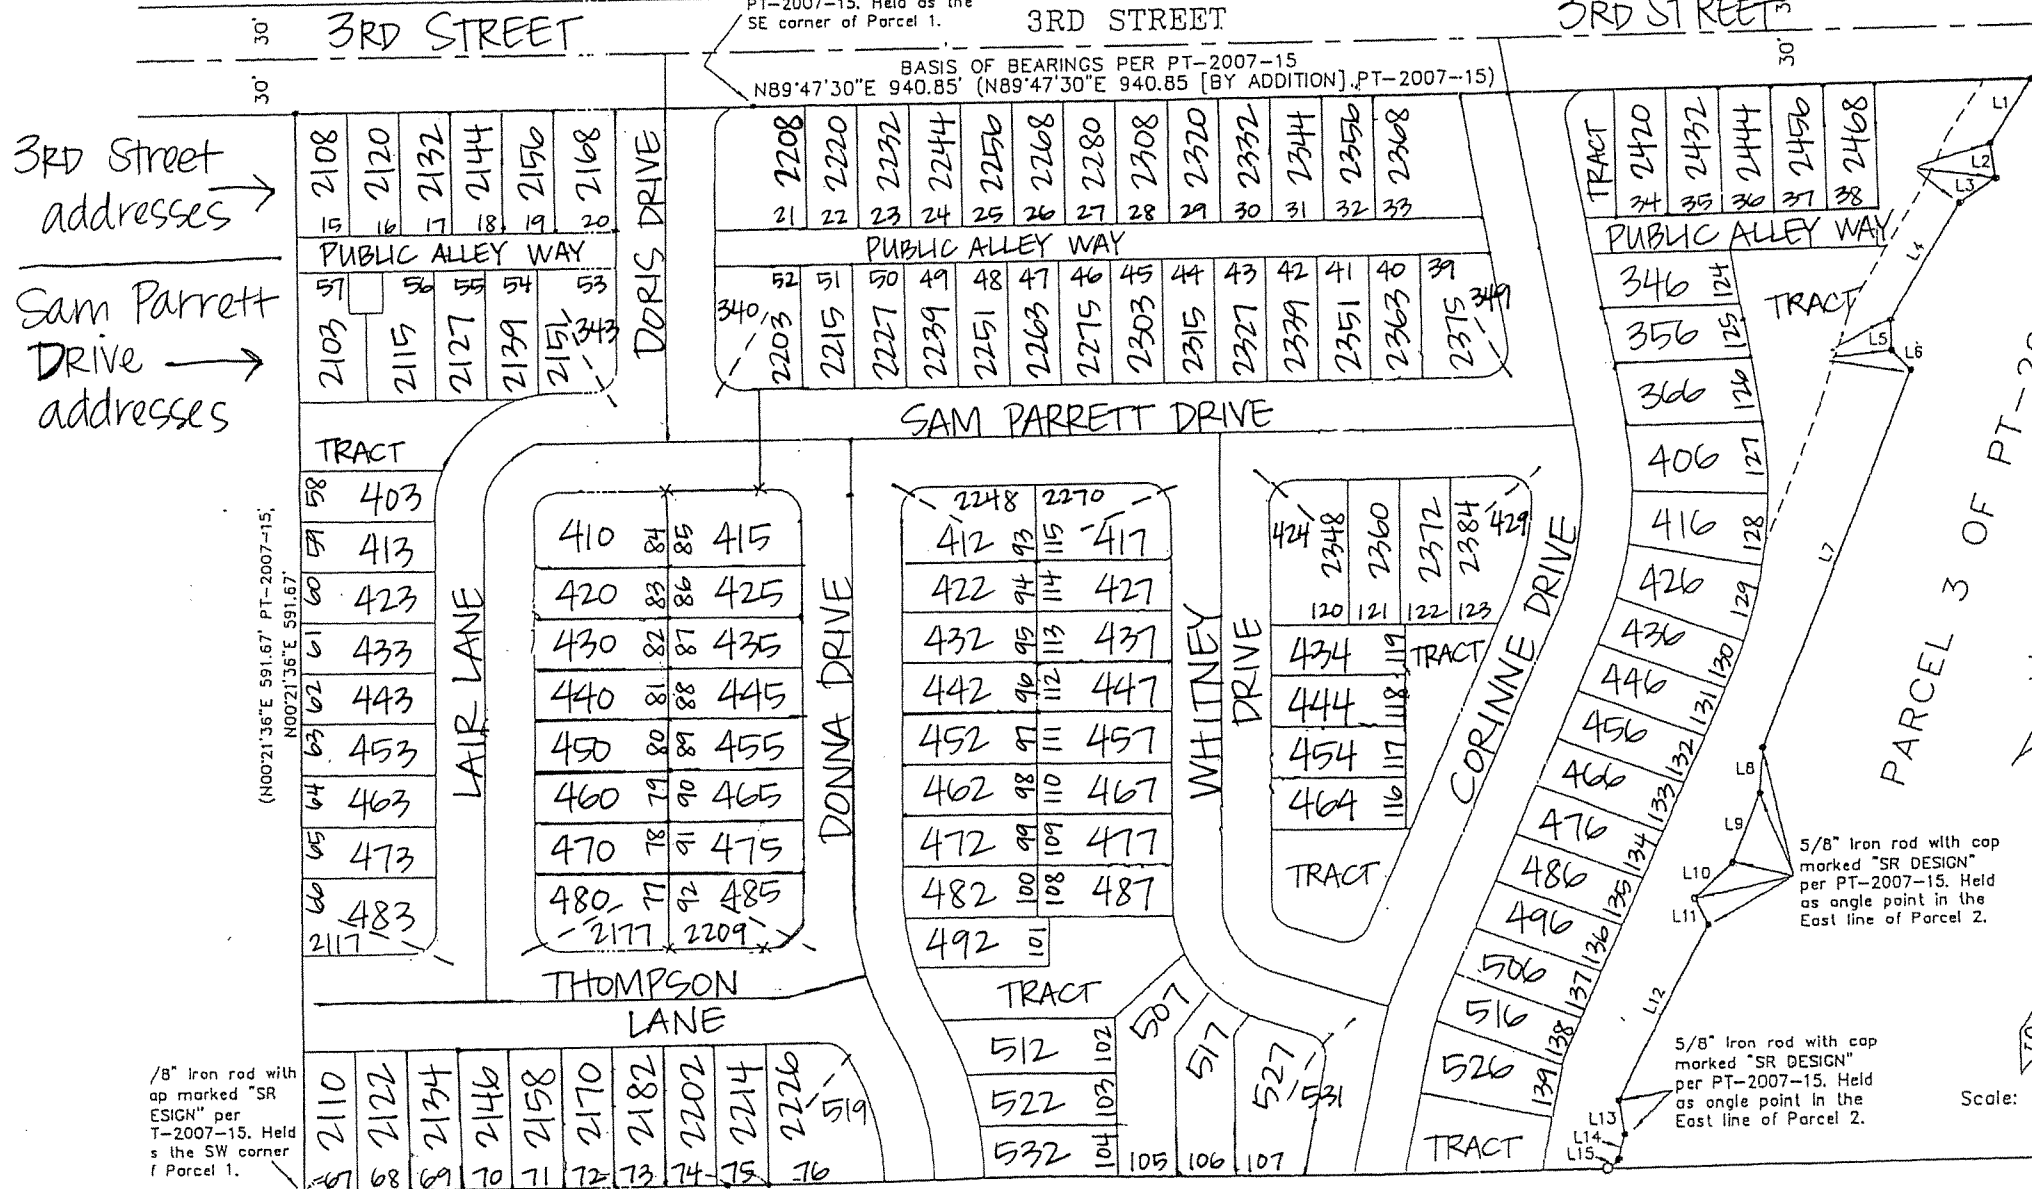 PT-2007-15. Held as the
SE corner of Parcel 1.
30'
3RD STREET
3RD STREET
3RD STREET
30'
30'
30'
BASIS OF BEARINGS PER PT-2007-15
N89°47'30"E 940.85' (N89°47'30"E 940.85 [BY ADDITION], PT-2007-15)
3RD Street
addresses
2108 2120 2132 2144 2156 2168
15 16 17 18 19 20
DORIS DRIVE
2208 2220 2232 2244 2256 2268 2280 2308 2320 2332 2344 2356 2368
21 22 23 24 25 26 27 28 29 30 31 32 33
TRACT
2420 2432 2444 2456 2468
34 35 36 37 38
L1
L2
L3
L4
PUBLIC ALLEY WAY
PUBLIC ALLEY WAY
PUBLIC ALLEY WAY
Sam Parrett
Drive
addresses
57 56 55 54 53
2103 2115 2127 2139 2151 343
52 51 50 49 48 47 46 45 44 43 42 41 40 39
340 2203 2215 2227 2239 2251 2263 2275 2303 2315 2327 2339 2351 2363 2375 349
346 124
356 125
366 126
406 127
416 128
426 129
436 130
446 131
456 132
466 133
476 134
486 135
496 136
506 137
516 138
526 139
TRACT
TRACT
L5
L6
L7
PARCEL 3 OF PT-20
SAM PARRETT DRIVE
TRACT
58 403
59 413
60 423
61 433
62 443
63 453
64 463
65 473
66 483
2117
(N00°21'36"E 591.67' PT-2007-15,
N00°21'36"E 591.67'
LAIR LANE
410 84 85 415
420 83 86 425
430 82 87 435
440 81 88 445
450 80 89 455
460 79 90 465
470 78 91 475
480 77 92 485
2177 2209
DONNA DRIVE
2248 2270
412 93 115 417
422 94 114 427
432 95 113 437
442 96 112 447
452 97 111 457
462 98 110 467
472 99 109 477
482 100 108 487
492 101
WHITNEY
DRIVE
424 2348 2360 2372 2384 429
120 121 122 123
434 119
444 118
454 117
464 116
TRACT
TRACT
CORINNE DRIVE
L8
L9
L10
L11
5/8" Iron rod with cap
marked "SR DESIGN"
per PT-2007-15. Held
as angle point in the
East line of Parcel 2.
THOMPSON
LANE
TRACT
507
517
527
531
512 102
522 103
532 104
105 106 107
L12
5/8" Iron rod with cap
marked "SR DESIGN"
per PT-2007-15. Held
as angle point in the
East line of Parcel 2.
L13
L14
L15
Scale:
/8" Iron rod with
ap marked "SR
ESIGN" per
T-2007-15. Held
s the SW corner
f Parcel 1.
2110 2122 2134 2146 2158 2170 2182 2202 2214 2226 519
67 68 69 70 71 72 73 74 75 76